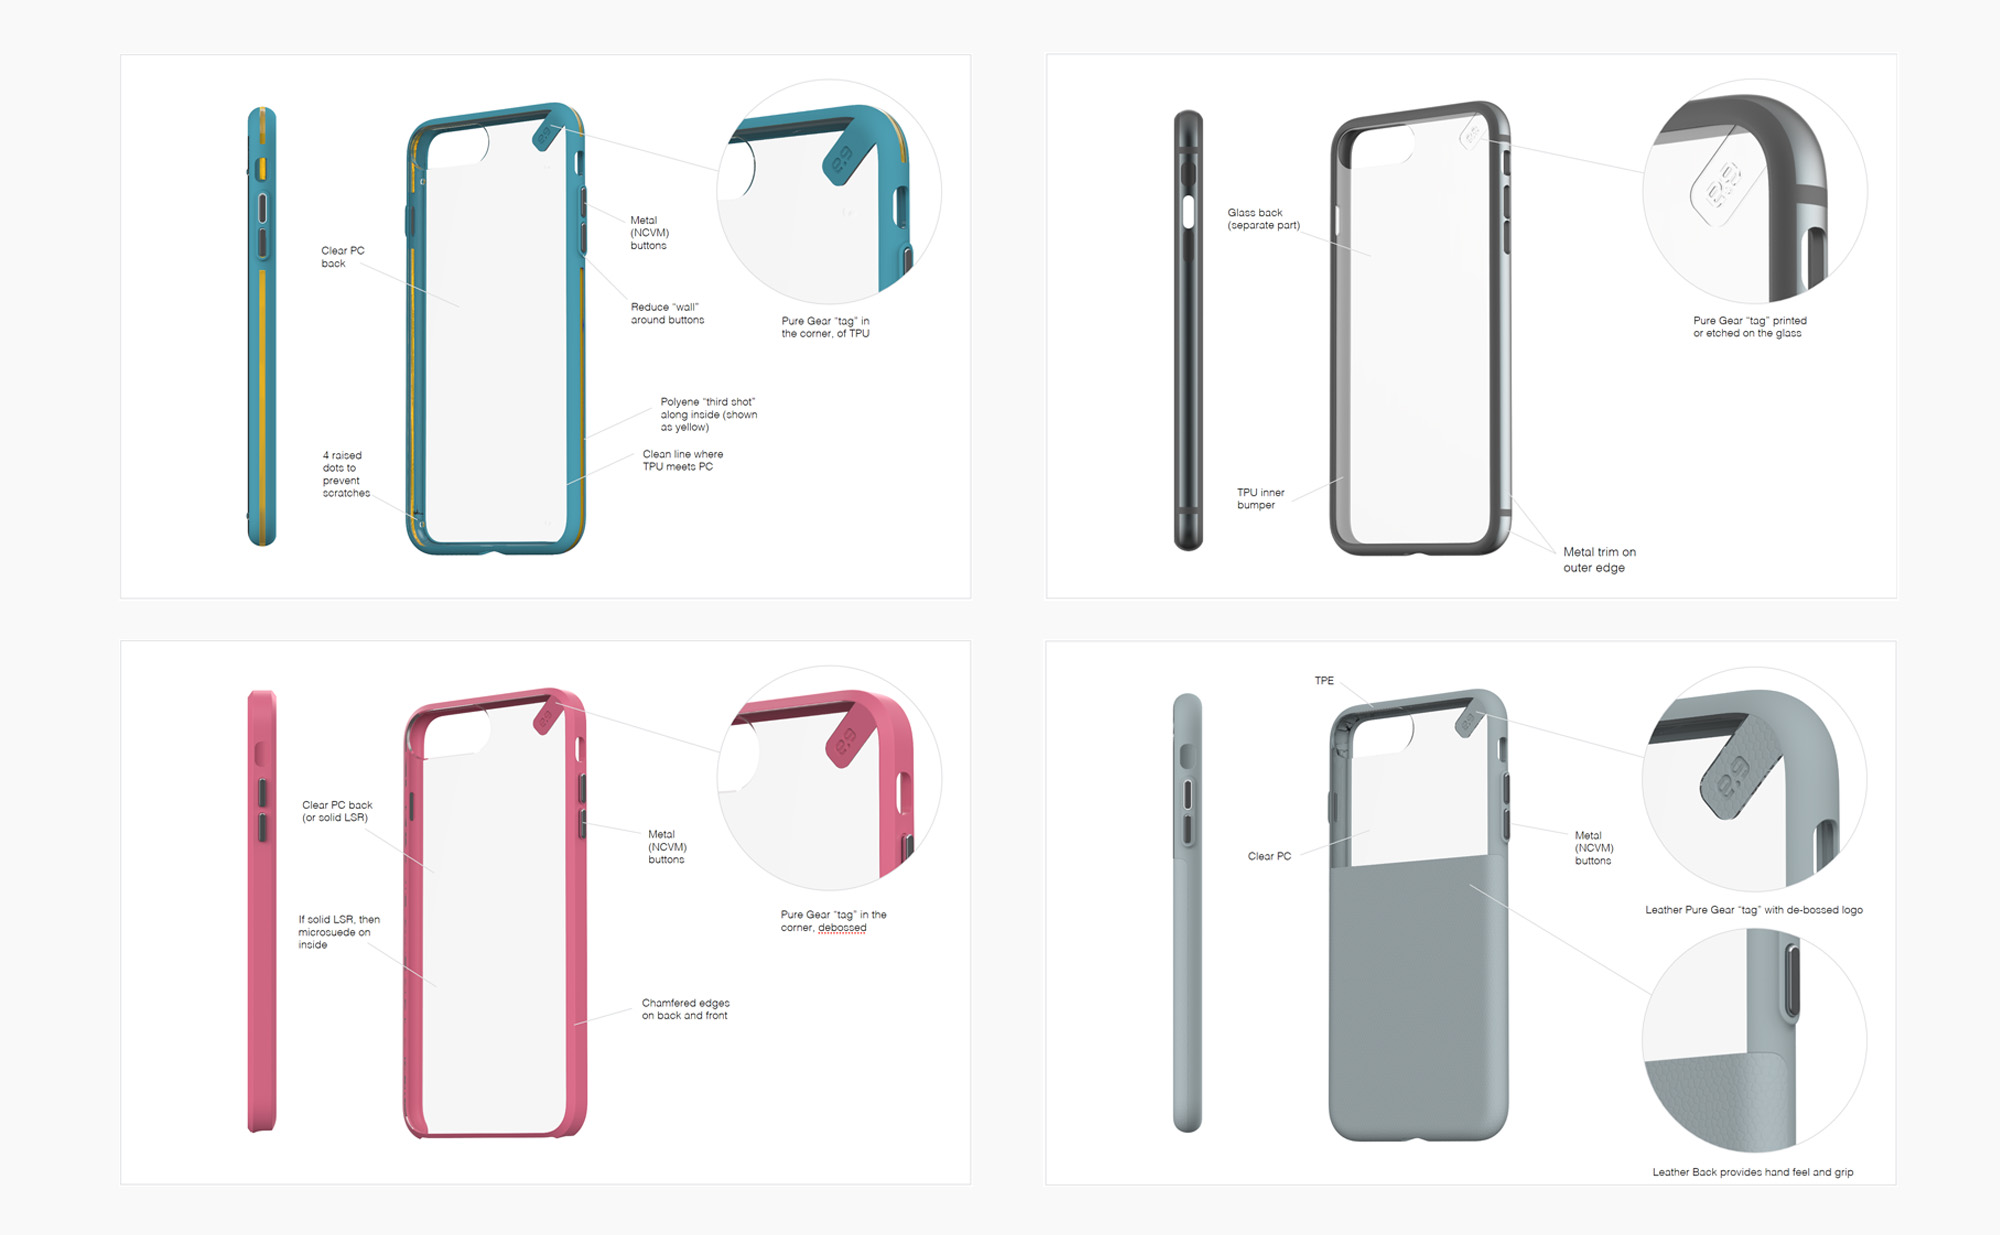 Clear PC
back
4 raised
dots to
prevent
scratches
Metal
(NCVM)
buttons
Reduce “wall”
around buttons
Polyene “third shot”
along inside (shown
as yellow)
Clean line where
TPU meets PC
Pure Gear “tag” in
the corner, of TPU
Glass back
(separate part)
TPU inner
bumper
Metal trim on
outer edge
Pure Gear “tag” printed
or etched on the glass
Clear PC back
(or solid LSR)
If solid LSR, then
microsuede on
inside
Metal
(NCVM)
buttons
Chamfered edges
on back and front
Pure Gear “tag” in the
corner, debossed
TPE
Clear PC
Metal
(NCVM)
buttons
Leather Pure Gear “tag” with de-bossed logo
Leather Back provides hand feel and grip